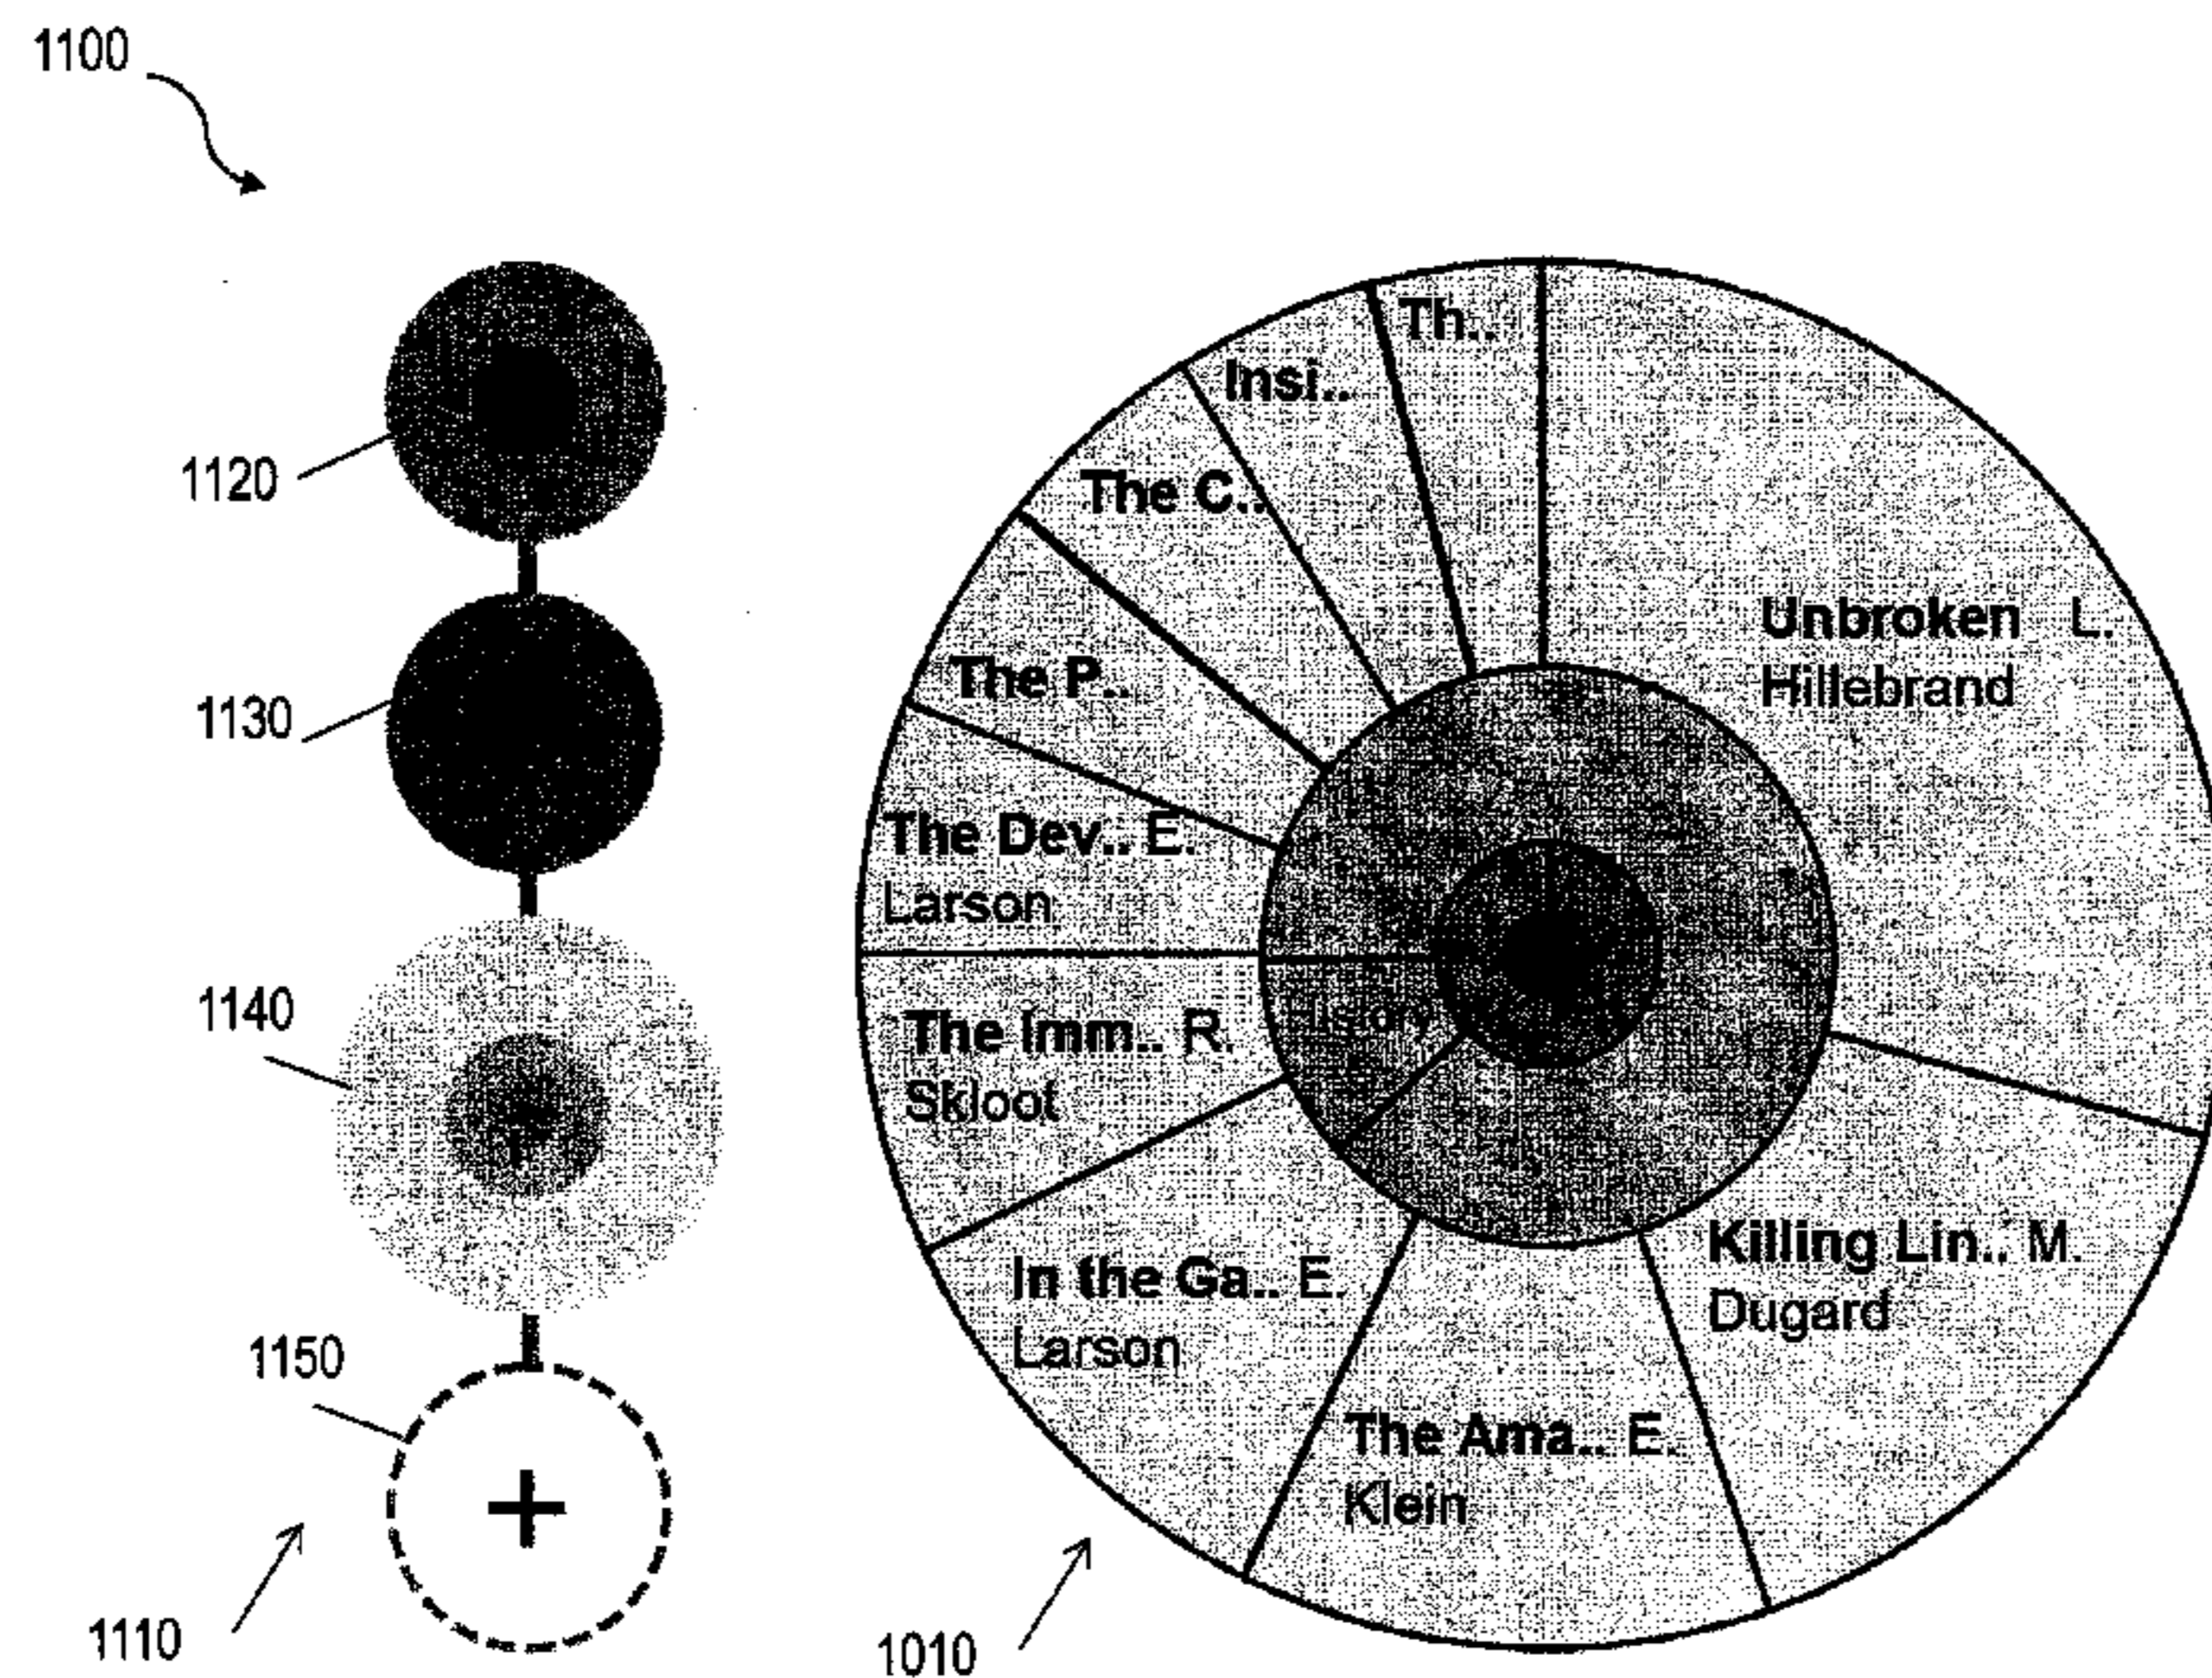 1100
1120
1130
1140
1150
+
1110
1010
Th..
Insi..
The C..
The P..
The Dev.. E.
Larson
The Imm.. R.
Skloot
In the Ga.. E.
Larson
The Ama.. E.
Klein
Killing Lin.. M.
Dugard
Unbroken L.
Hillebrand
History